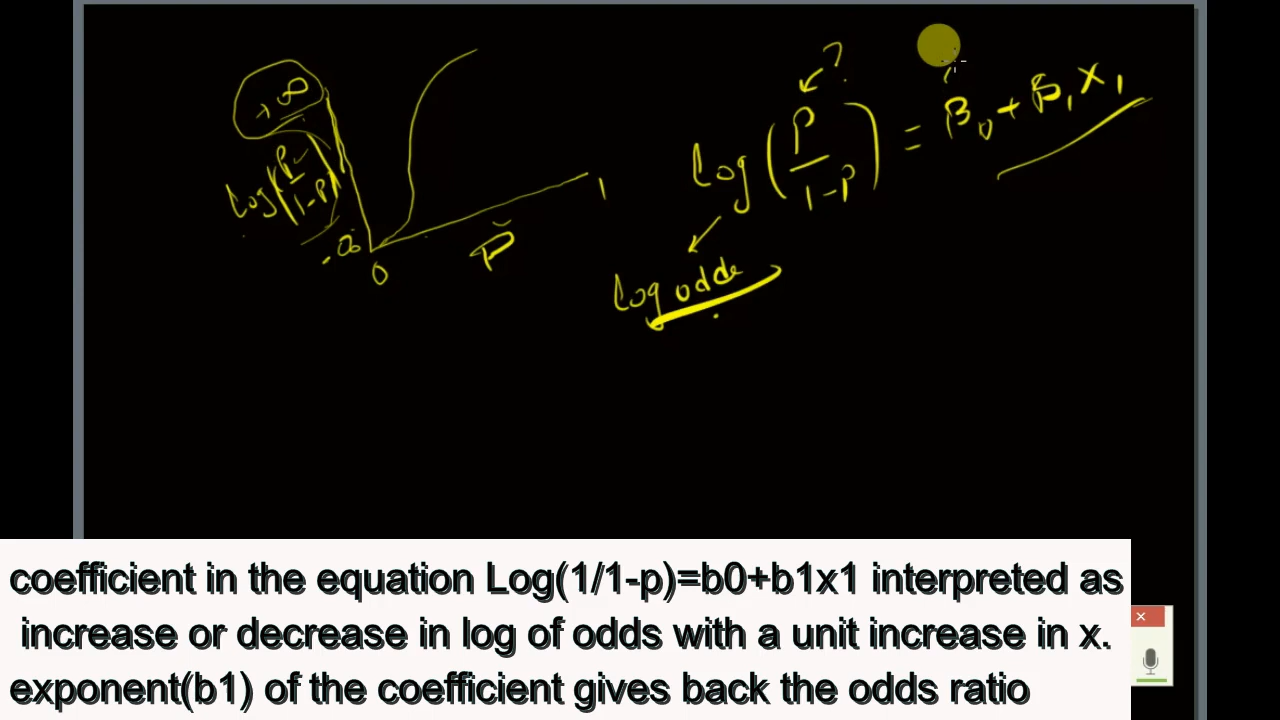 + ∞
log(P/1-P)
-∞
0
P
1
?
log(P/1-P) = β0 + β1 X1
log odds
coefficient in the equation Log(1/1-p)=b0+b1x1 interpreted as
increase or decrease in log of odds with a unit increase in x.
exponent(b1) of the coefficient gives back the odds ratio